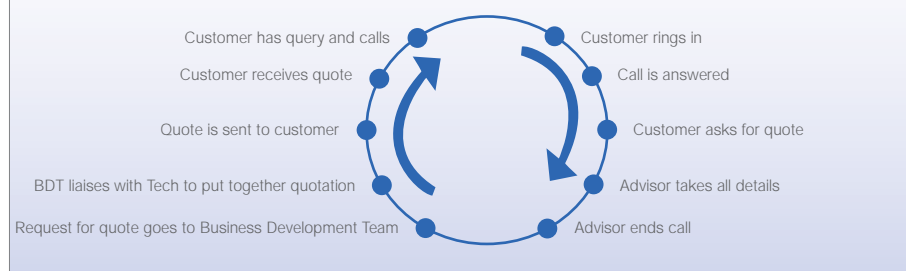 Customer has query and calls
Customer rings in
Customer receives quote
Call is answered
Quote is sent to customer
Customer asks for quote
BDT liaises with Tech to put together quotation
Advisor takes all details
Request for quote goes to Business Development Team
Advisor ends call